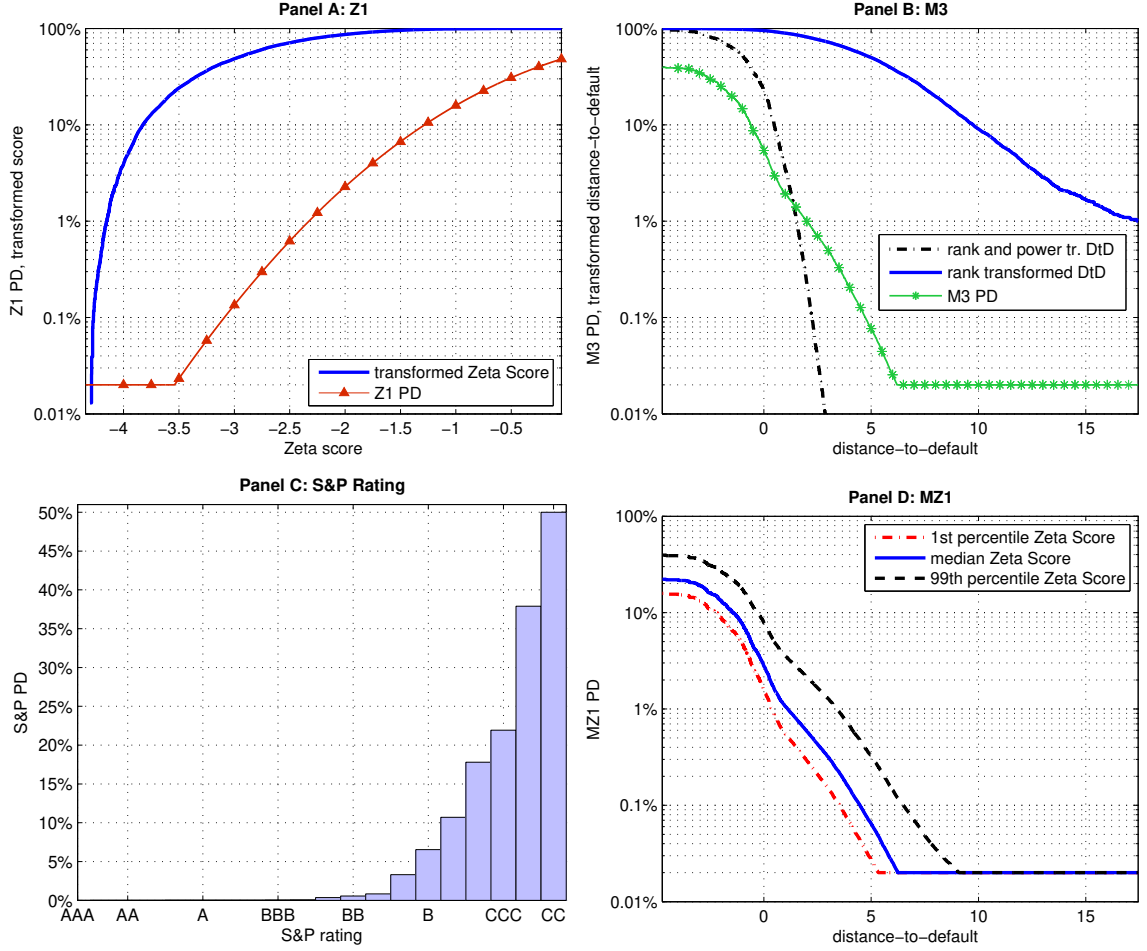 Panel A: Z1
Z1 PD, transformed score
100%
10%
1%
0.1%
0.01%
−4 −3.5 −3 −2.5 −2 −1.5 −1 −0.5
Zeta score
transformed Zeta Score
Z1 PD
Panel B: M3
M3 PD, transformed distance−to−default
100%
10%
1%
0.1%
0.01%
0 5 10 15
distance−to−default
rank and power tr. DtD
rank transformed DtD
M3 PD
Panel C: S&P Rating
S&P PD
50%
45%
40%
35%
30%
25%
20%
15%
10%
5%
0%
AAA AA A BBB BB B CCC CC
S&P rating
Panel D: MZ1
MZ1 PD
100%
10%
1%
0.1%
0.01%
0 5 10 15
distance−to−default
1st percentile Zeta Score
median Zeta Score
99th percentile Zeta Score